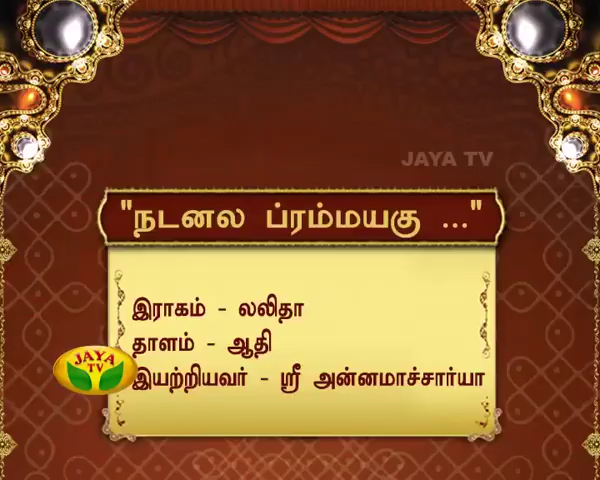 JAYA TV
"நடனல ப்ரம்மயகு ..."
இராகம் - லலிதா
தாளம் - ஆதி
இயற்றியவர் - ஸ்ரீ அன்னமாச்சார்யா
JAYA
TV